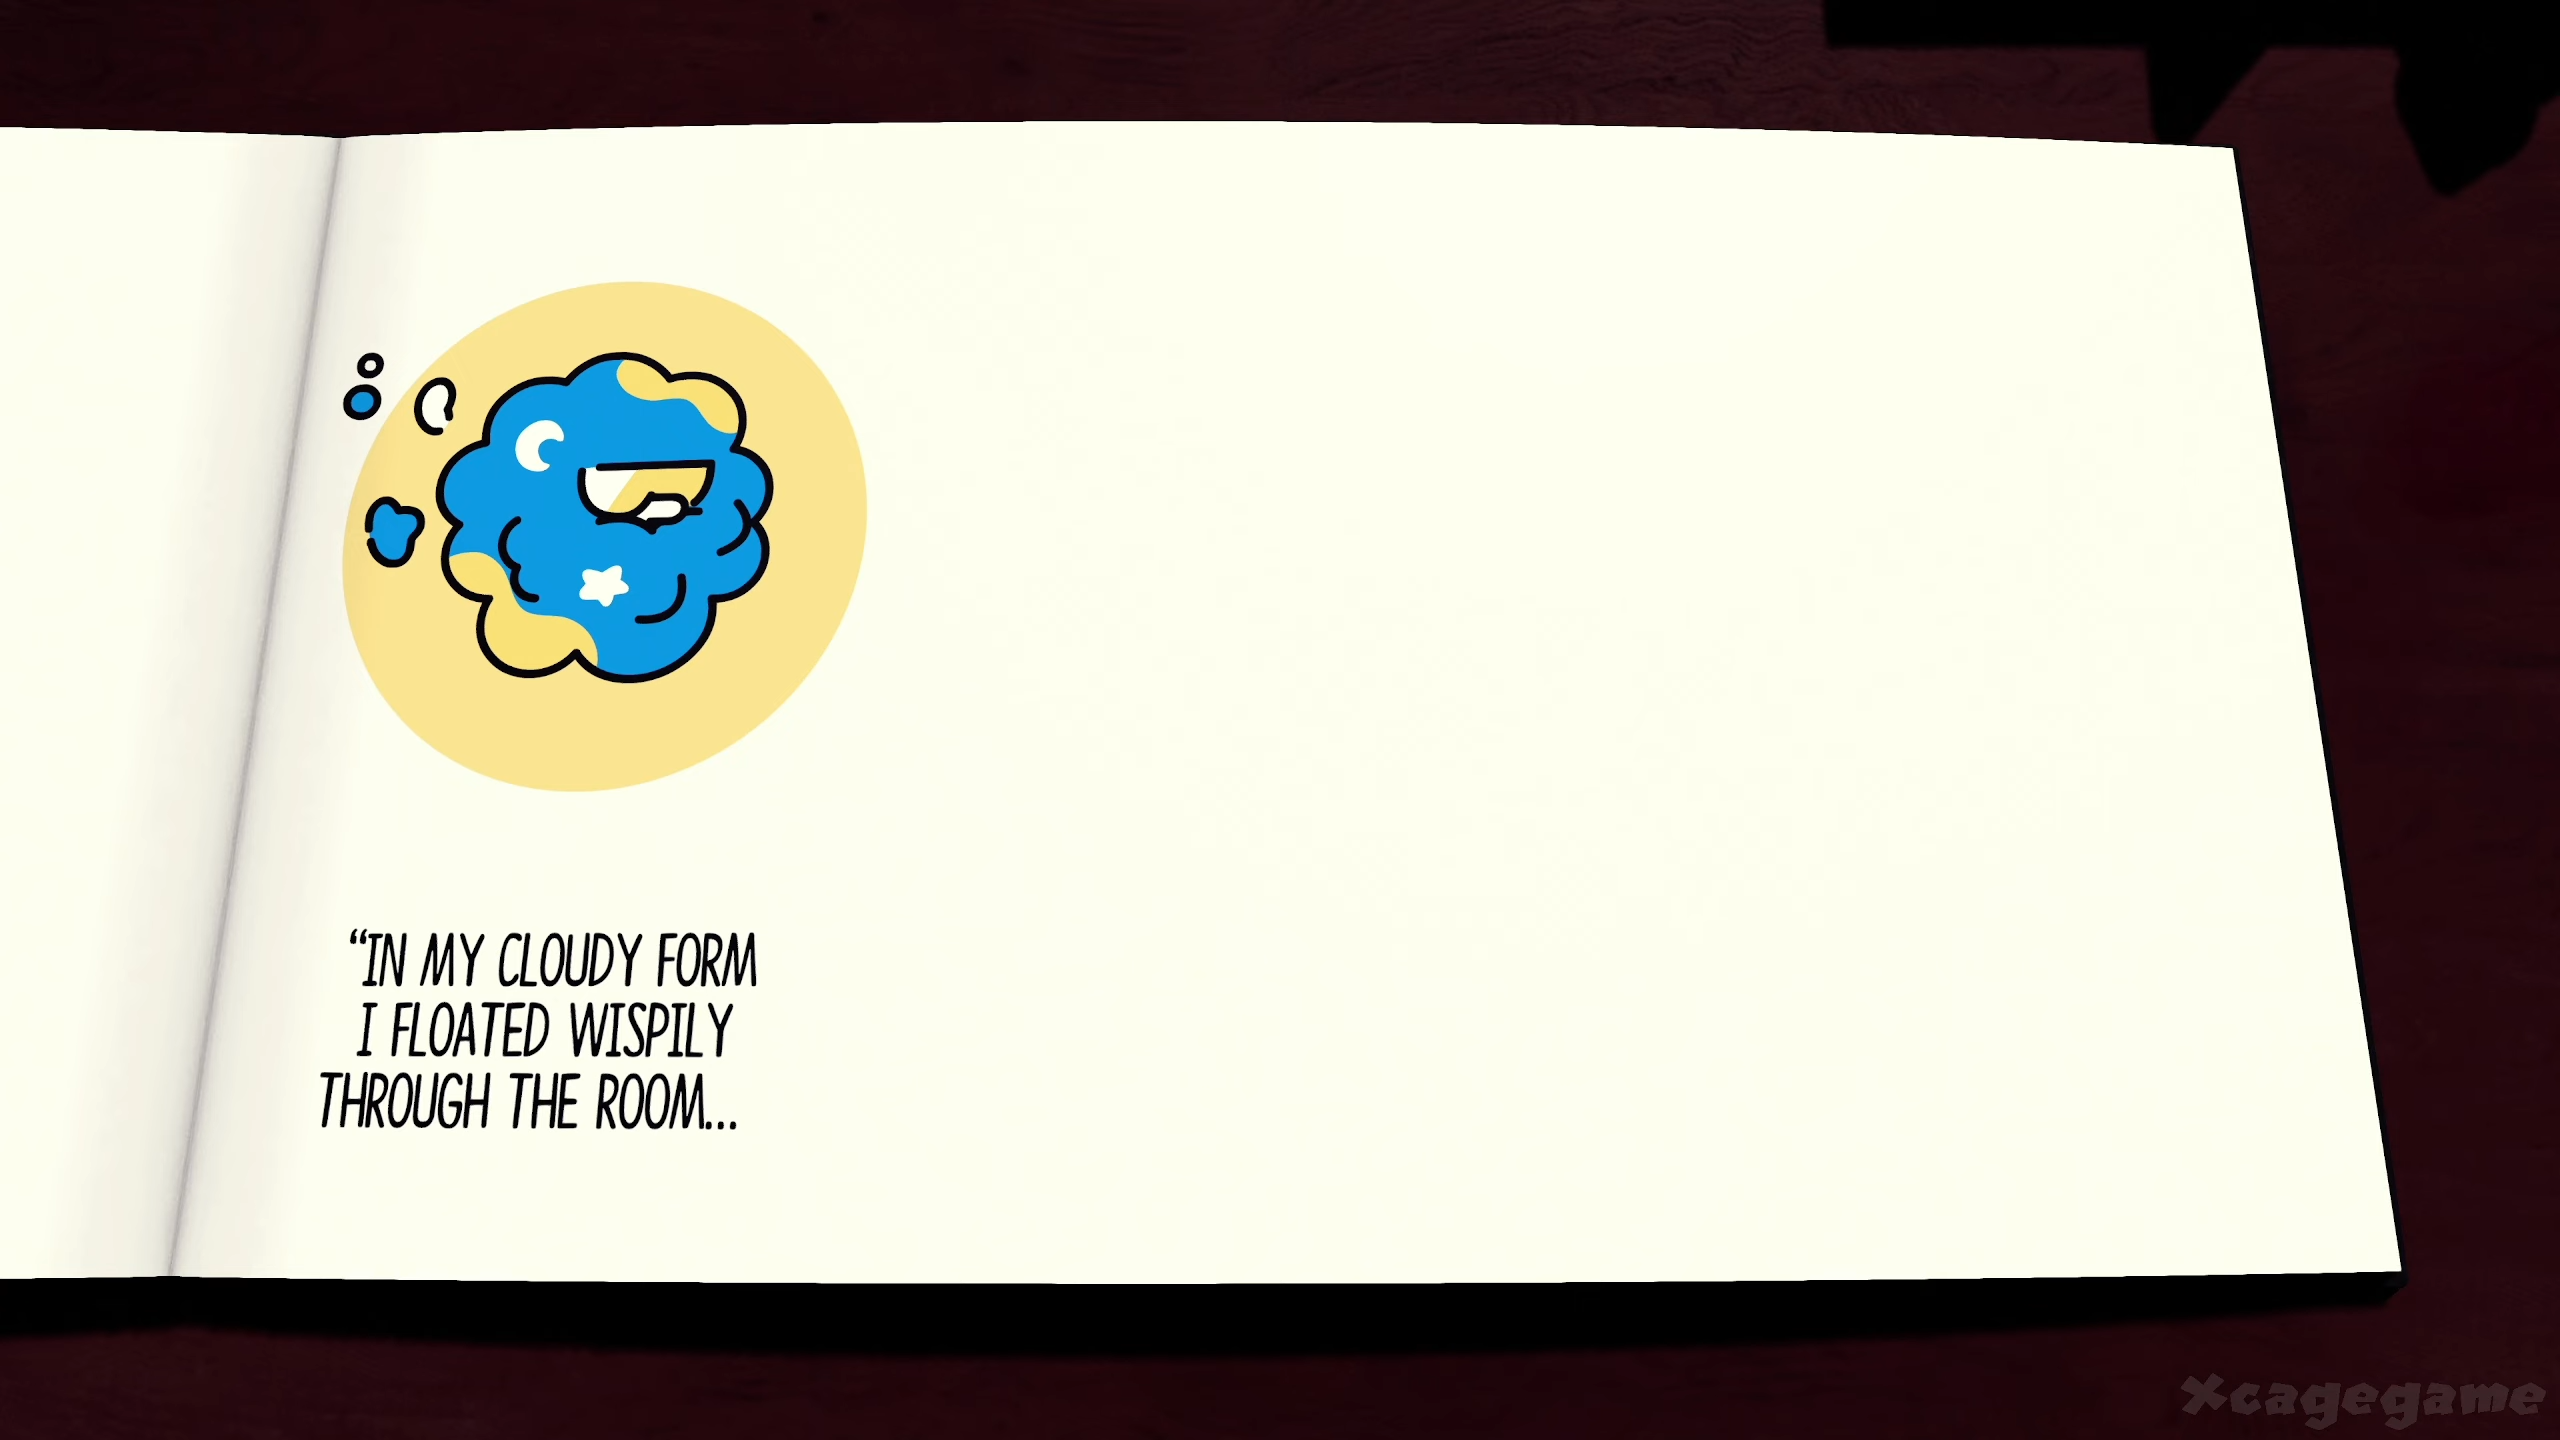 “IN MY CLOUDY FORM
I FLOATED WISPILY
THROUGH THE ROOM...
Xcagegame